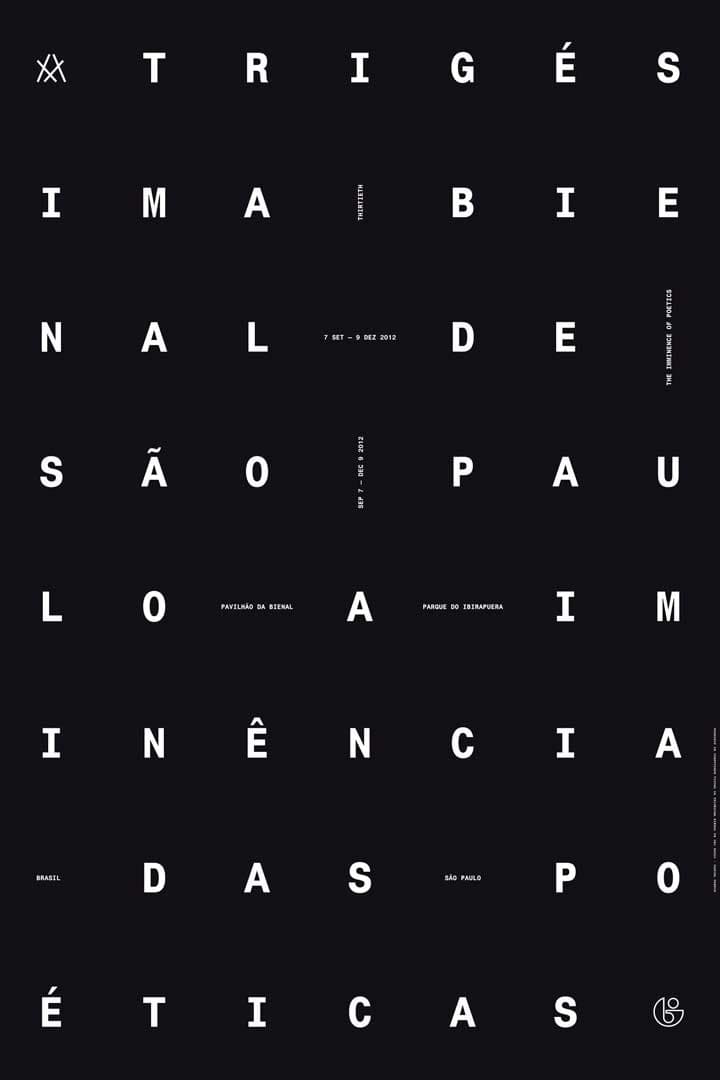 T R I G É S
I M A THIRTIETH B I E
N A L 7 SET — 9 DEZ 2012 D E THE IMMINENCE OF POETICS
S Ã O SEP 7 — DEC 9 2012 P A U
L O PAVILHÃO DA BIENAL A PARQUE DO IBIRAPUERA I M
I N Ê N C I A
BRASIL D A S SÃO PAULO P O
É T I C A S